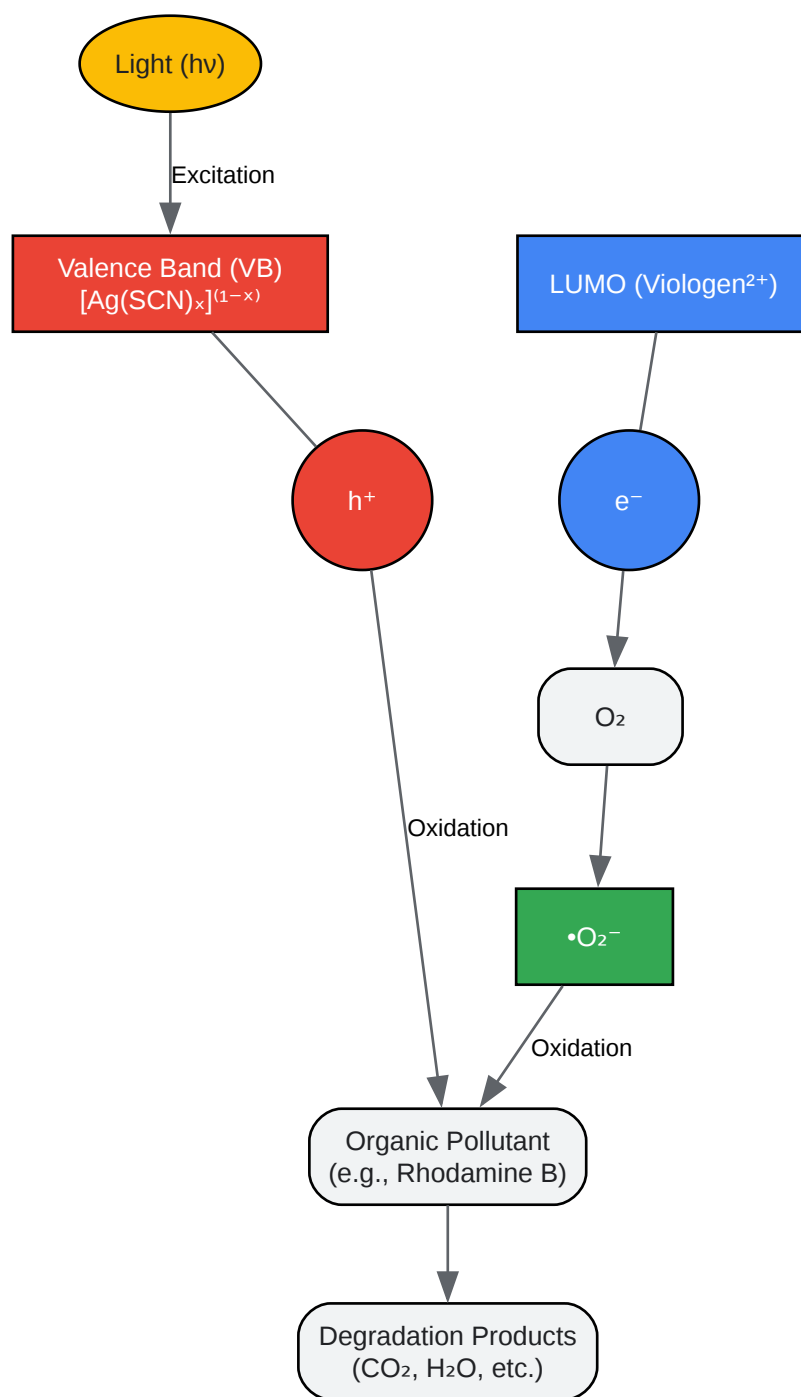 Light (hν)
Excitation
Valence Band (VB)
[Ag(SCN)ₓ]⁽¹⁻ˣ⁾
LUMO (Viologen²⁺)
h⁺
e⁻
O₂
Oxidation
•O₂⁻
Oxidation
Organic Pollutant
(e.g., Rhodamine B)
Degradation Products
(CO₂, H₂O, etc.)